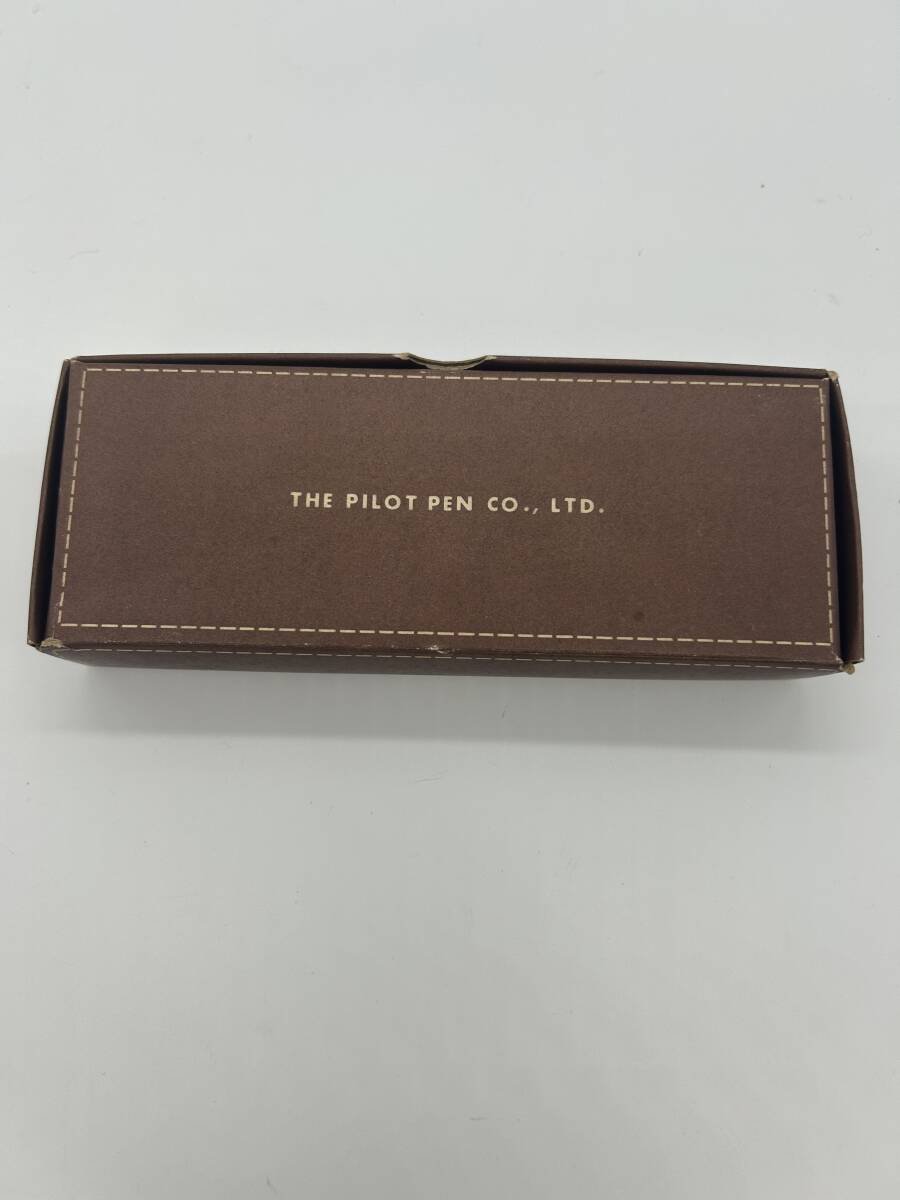 THE PILOT PEN CO., LTD.